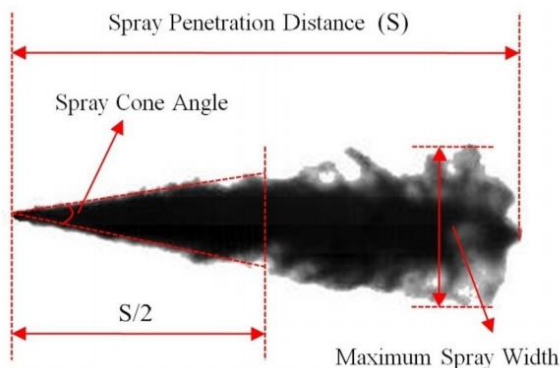 Spray Penetration Distance (S)
Spray Cone Angle
S/2
Maximum Spray Width